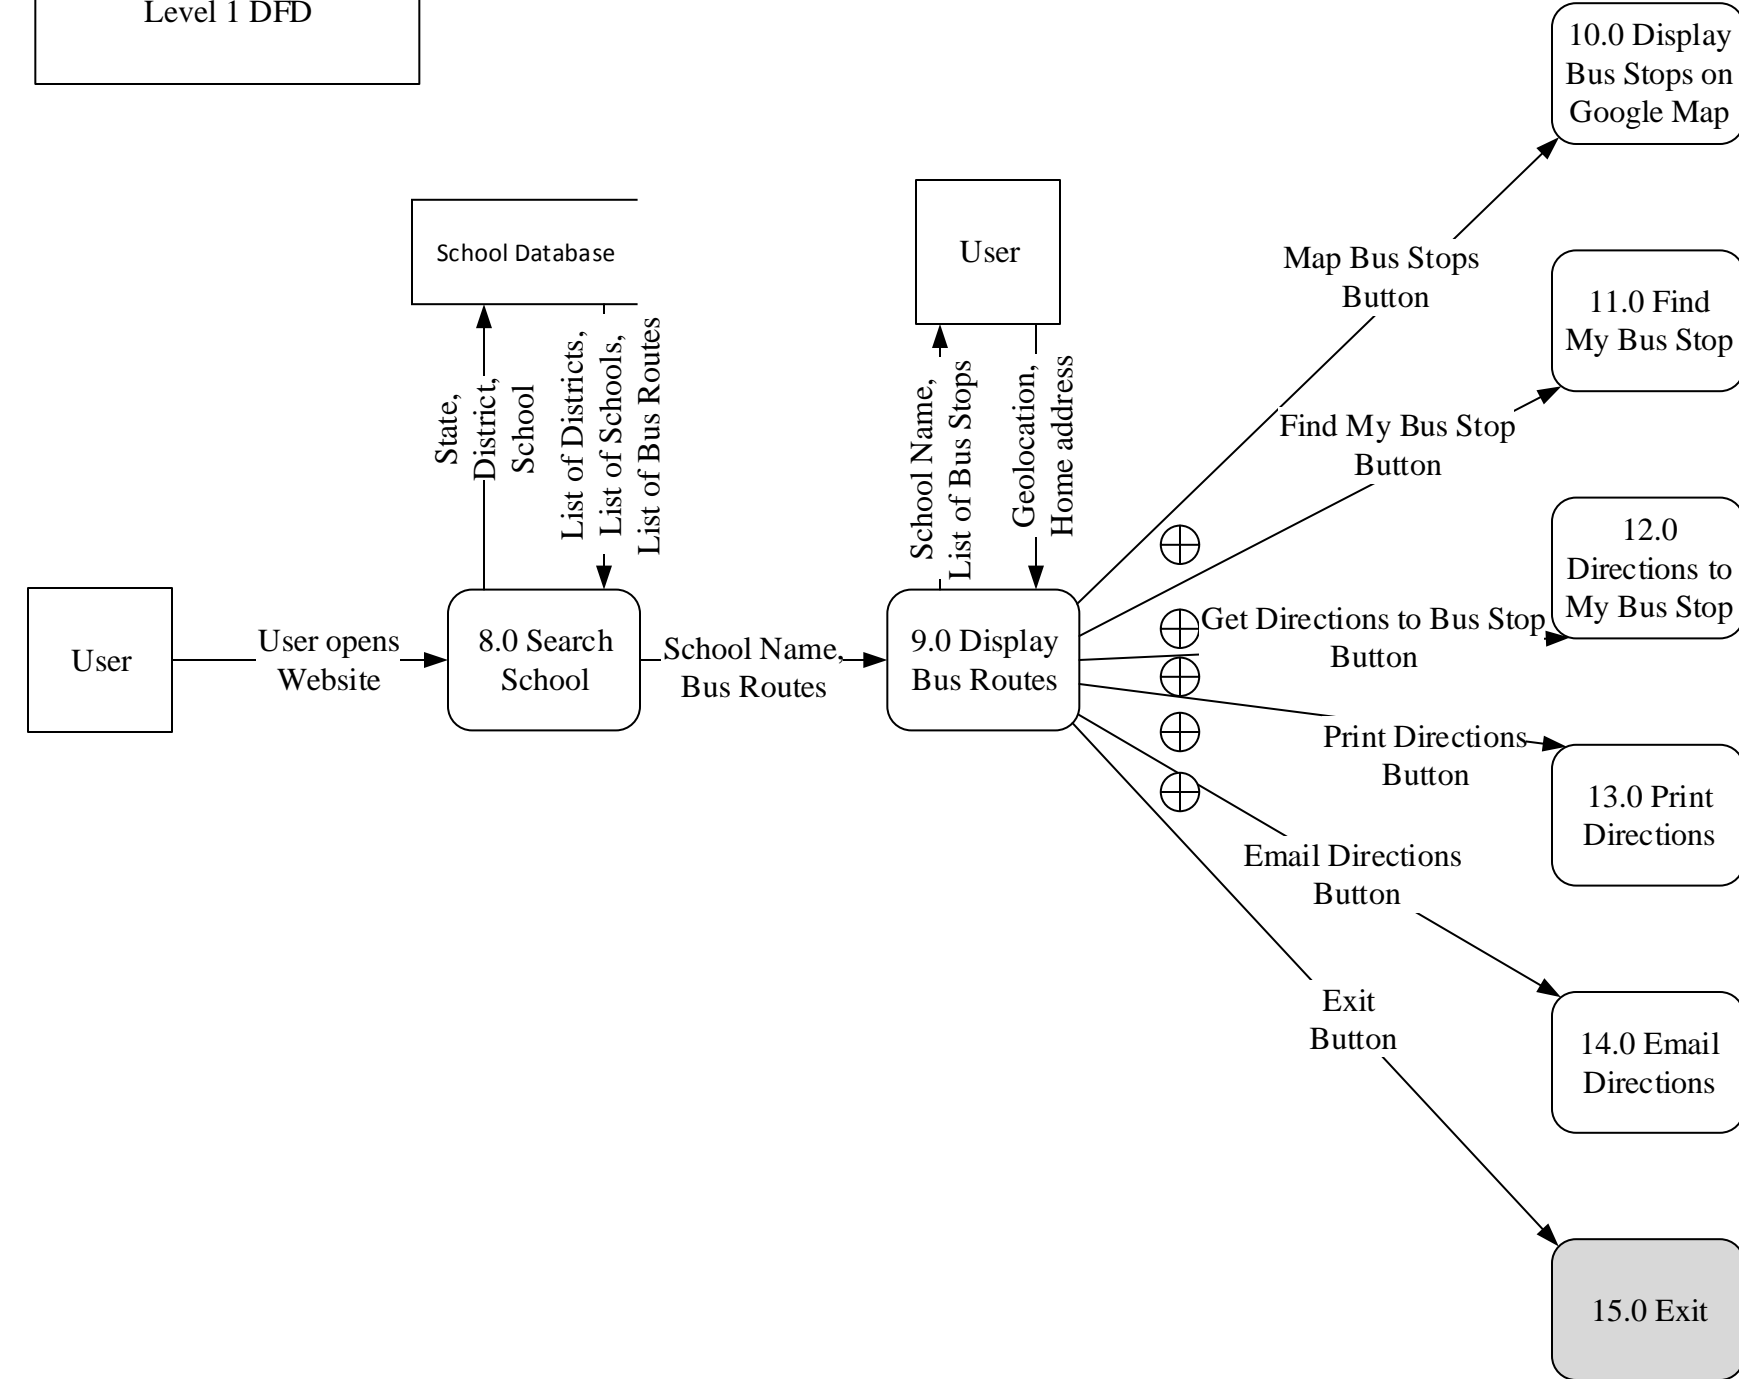 Level 1 DFD
10.0 Display
Bus Stops on
Google Map
School Database
User
Map Bus Stops
Button
11.0 Find
My Bus Stop
State,
District,
School
List of Districts,
List of Schools,
List of Bus Routes
School Name,
List of Bus Stops
Geolocation,
Home address
Find My Bus Stop
Button
12.0
Directions to
My Bus Stop
User
User opens
Website
8.0 Search
School
School Name,
Bus Routes
9.0 Display
Bus Routes
Get Directions to Bus Stop
Button
Print Directions
Button
13.0 Print
Directions
Email Directions
Button
Exit
Button
14.0 Email
Directions
15.0 Exit